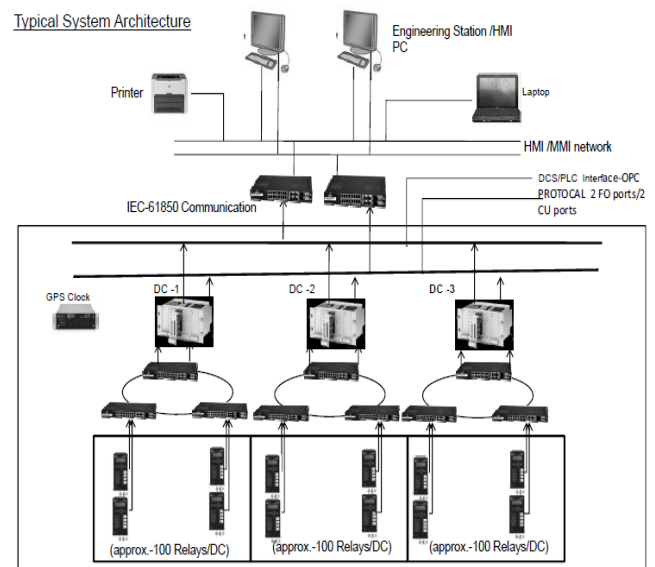 Typical System Architecture
Engineering Station /HMI
PC
Printer
Laptop
HMI /MMI network
DCS/PLC Interface-OPC
PROTOCAL 2 FO ports/2
CU ports
IEC-61850 Communication
GPS Clock
DC -1
DC -2
DC -3
(approx.-100 Relays/DC)
(approx.-100 Relays/DC)
(approx.-100 Relays/DC)